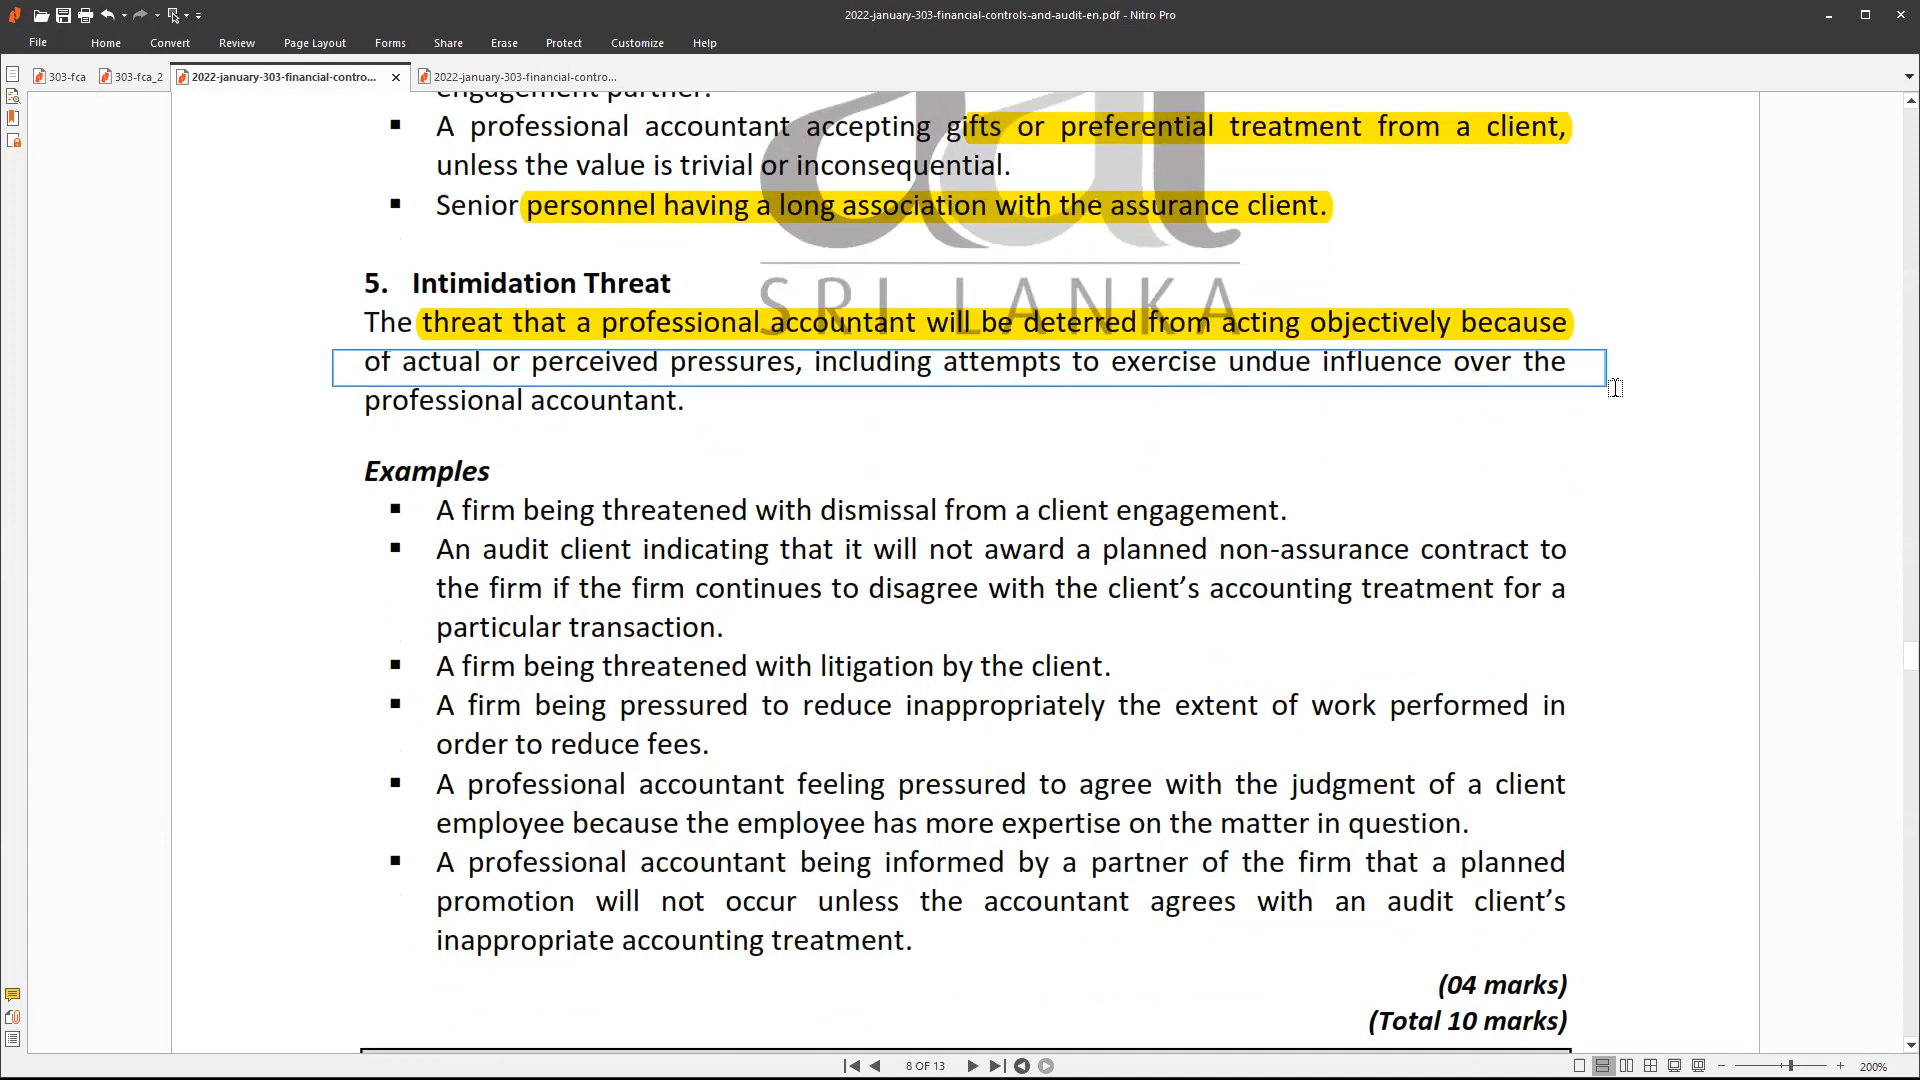 2022-january-303-financial-controls-and-audit-en.pdf - Nitro Pro
File Home Convert Review Page Layout Forms Share Erase Protect Customize Help
303-fca 303-fca_2 2022-january-303-financial-contro... 2022-january-303-financial-contro...
engagement partner.
▪ A professional accountant accepting gifts or preferential treatment from a client,
unless the value is trivial or inconsequential.
▪ Senior personnel having a long association with the assurance client.
aat
SRI LANKA
5. Intimidation Threat
The threat that a professional accountant will be deterred from acting objectively because
of actual or perceived pressures, including attempts to exercise undue influence over the
professional accountant.
Examples
▪ A firm being threatened with dismissal from a client engagement.
▪ An audit client indicating that it will not award a planned non-assurance contract to
the firm if the firm continues to disagree with the client’s accounting treatment for a
particular transaction.
▪ A firm being threatened with litigation by the client.
▪ A firm being pressured to reduce inappropriately the extent of work performed in
order to reduce fees.
▪ A professional accountant feeling pressured to agree with the judgment of a client
employee because the employee has more expertise on the matter in question.
▪ A professional accountant being informed by a partner of the firm that a planned
promotion will not occur unless the accountant agrees with an audit client’s
inappropriate accounting treatment.
(04 marks)
(Total 10 marks)
8 OF 13
200%